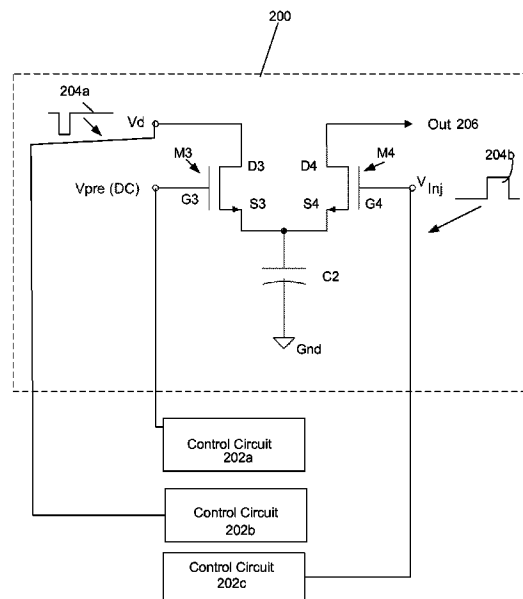 200
204a
Vd
Out 206
M3
D3
D4
M4
204b
Vpre (DC)
G3
S3
S4
G4
VInj
C2
Gnd
Control Circuit
202a
Control Circuit
202b
Control Circuit
202c